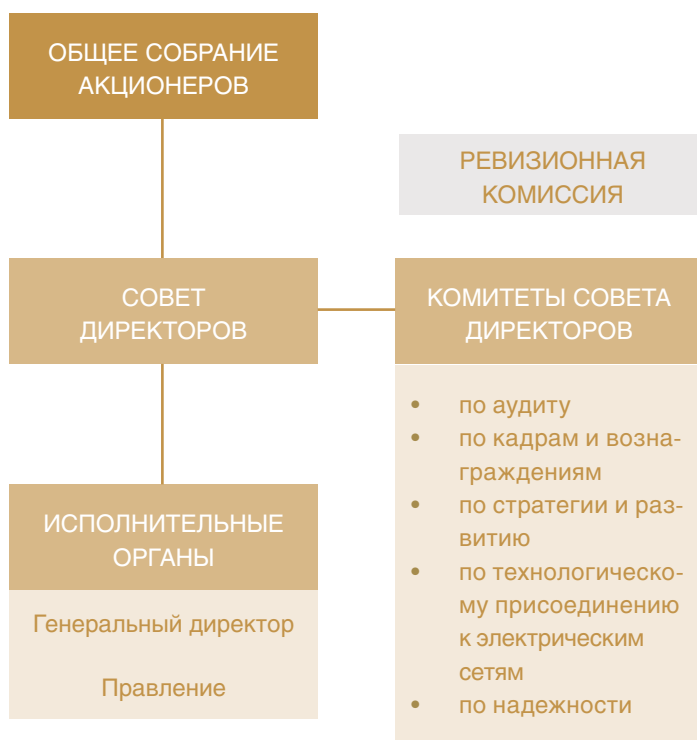 ОБЩЕЕ СОБРАНИЕ
АКЦИОНЕРОВ
РЕВИЗИОННАЯ
КОМИССИЯ
СОВЕТ
ДИРЕКТОРОВ
КОМИТЕТЫ СОВЕТА
ДИРЕКТОРОВ
• по аудиту
• по кадрам и возна-
граждениям
• по стратегии и раз-
витию
• по технологическо-
му присоединению
к электрическим
сетям
• по надежности
ИСПОЛНИТЕЛЬНЫЕ
ОРГАНЫ
Генеральный директор
Правление